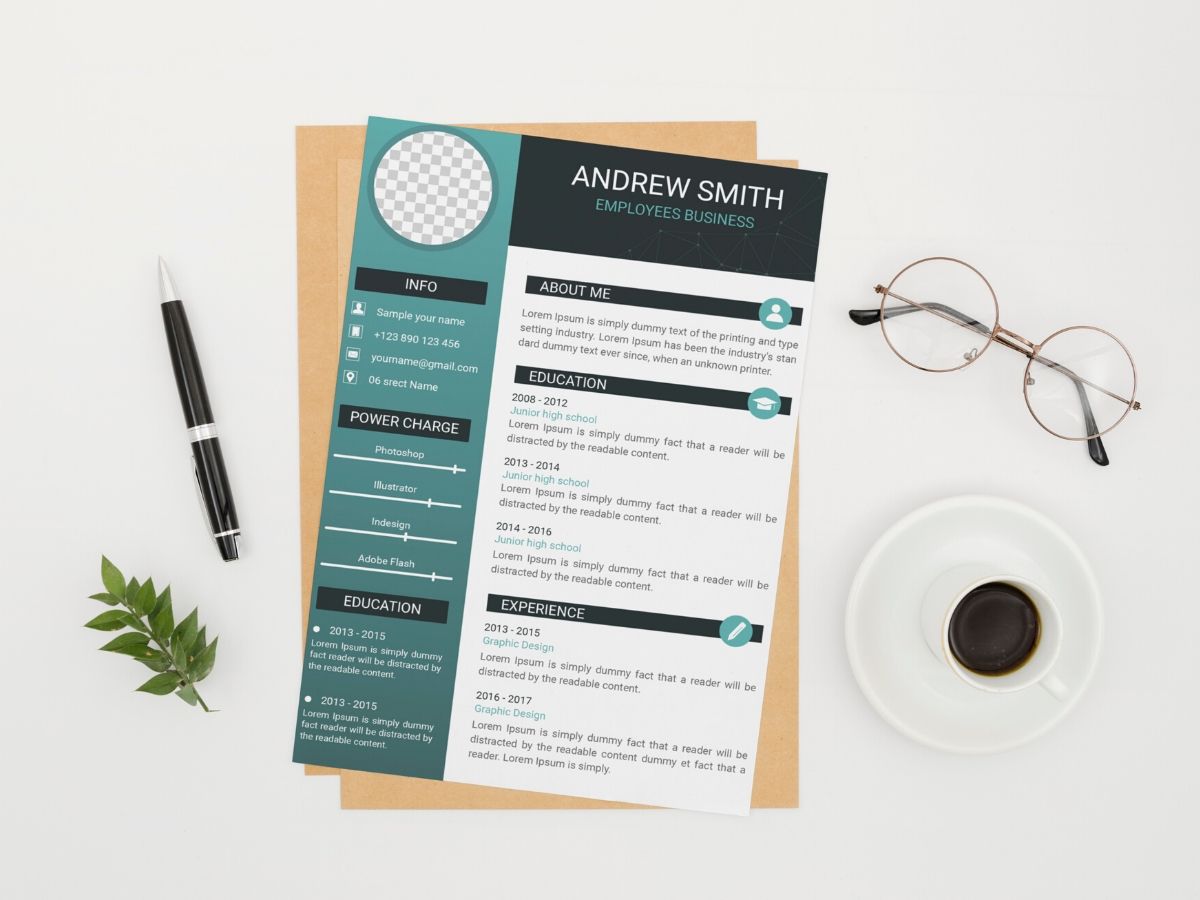 ANDREW SMITH
EMPLOYEES BUSINESS
INFO
Sample your name
+123 890 123 456
yourname@gmail.com
06 srect Name
POWER CHARGE
Photoshop
Illustrator
Indesign
Adobe Flash
EDUCATION
2013 - 2015
Lorem Ipsum is simply dummy
fact reader will be distracted by
the readable content.
2013 - 2015
Lorem Ipsum is simply dummy
fact reader will be distracted by
the readable content.
ABOUT ME
Lorem Ipsum is simply dummy text of the printing and type
setting industry. Lorem Ipsum has been the industry's stan
dard dummy text ever since, when an unknown printer.
EDUCATION
2008 - 2012
Junior high school
Lorem Ipsum is simply dummy fact that a reader will be
distracted by the readable content.
2013 - 2014
Junior high school
Lorem Ipsum is simply dummy fact that a reader will be
distracted by the readable content.
2014 - 2016
Junior high school
Lorem Ipsum is simply dummy fact that a reader will be
distracted by the readable content.
EXPERIENCE
2013 - 2015
Graphic Design
Lorem Ipsum is simply dummy fact that a reader will be
distracted by the readable content.
2016 - 2017
Graphic Design
Lorem Ipsum is simply dummy fact that a reader will be
distracted by the readable content dummy et fact that a
reader. Lorem Ipsum is simply.